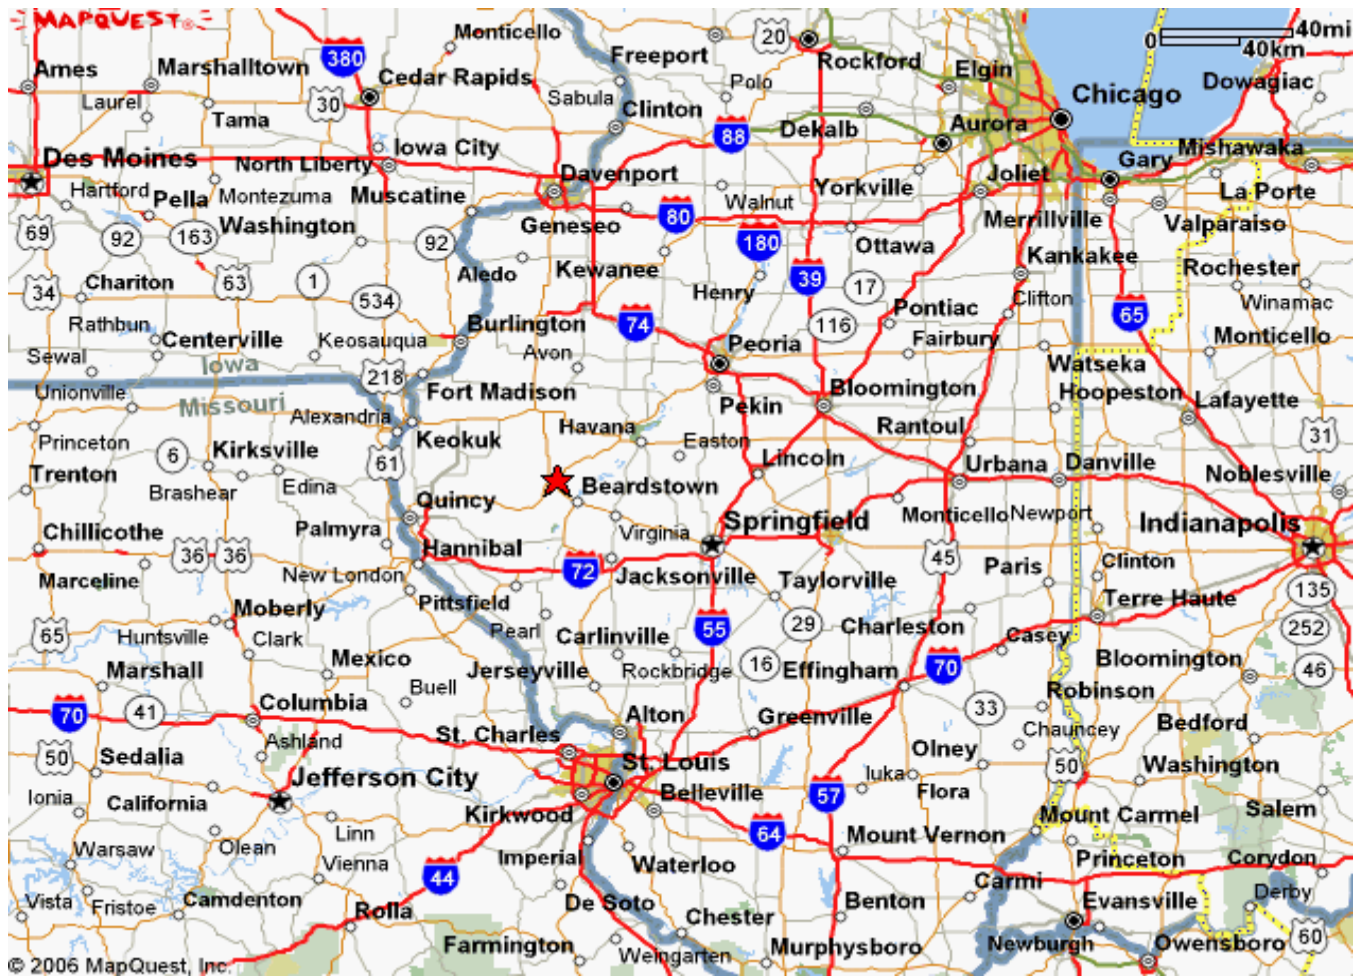 MAPQUEST
Monticello
Freeport
20
Rockford
Elgin
0
40mi
40km
380
Ames
Marshalltown
Cedar Rapids
Polo
Dowagiac
Chicago
Laurel
30
Sabula
Clinton
Tama
88
Dekalb
Aurora
Des Moines
Iowa City
North Liberty
Davenport
Mishawaka
Gary
Joliet
Hartford
Pella
Montezuma
Muscatine
Walnut
Yorkville
La Porte
69
92
163
Washington
92
Geneseo
80
180
Merrillville
Valparaiso
Ottawa
Kankakee
34
Chariton
63
1
534
Aledo
Kewanee
Henry
39
17
Clifton
Rochester
Winamac
Rathbun
Centerville
Keosauqua
Burlington
74
116
Pontiac
65
Monticello
Sewal
Iowa
Avon
Peoria
Fairbury
Watseka
Unionville
Missouri
218
Fort Madison
Pekin
Bloomington
Hoopeston
Lafayette
Alexandria
Keokuk
Havana
Easton
Rantoul
31
Princeton
6
Kirksville
61
Trenton
Brashear
Edina
Lincoln
Urbana
Danville
Noblesville
Quincy
Beardstown
Chillicothe
Palmyra
Virginia
Springfield
Monticello
Newport
Indianapolis
36
36
Hannibal
Marceline
New London
72
Jacksonville
Taylorville
45
Paris
Clinton
Moberly
Pittsfield
Terre Haute
135
65
Huntsville
Clark
Pearl
Carlinville
55
29
Charleston
Casey
252
Marshall
Mexico
Jerseyville
Rockbridge
16
Effingham
70
Bloomington
46
Buell
70
41
Columbia
Alton
Greenville
33
Robinson
Chauncey
Bedford
50
Sedalia
Ashland
St. Charles
Olney
50
Washington
Jefferson City
St. Louis
Iuka
Ionia
California
Belleville
57
Flora
Salem
Kirkwood
64
Mount Vernon
Mount Carmel
Linn
Warsaw
Olean
Vienna
Imperial
Waterloo
Princeton
Corydon
44
Vista
Fristoe
Camdenton
Rolla
De Soto
Chester
Benton
Carmi
Evansville
Derby
Farmington
Weingarten
Murphysboro
Newburgh
Owensboro
60
© 2006 MapQuest, Inc.